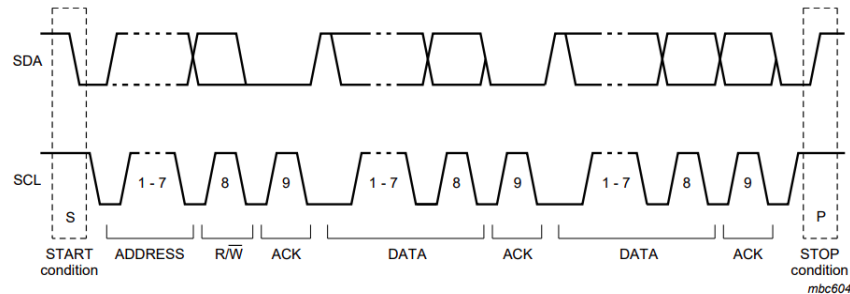 SDA
SCL
1 - 7 8 9 1 - 7 8 9 1 - 7 8 9
S P
START condition ADDRESS R/W̅ ACK DATA ACK DATA ACK STOP condition
mbc604